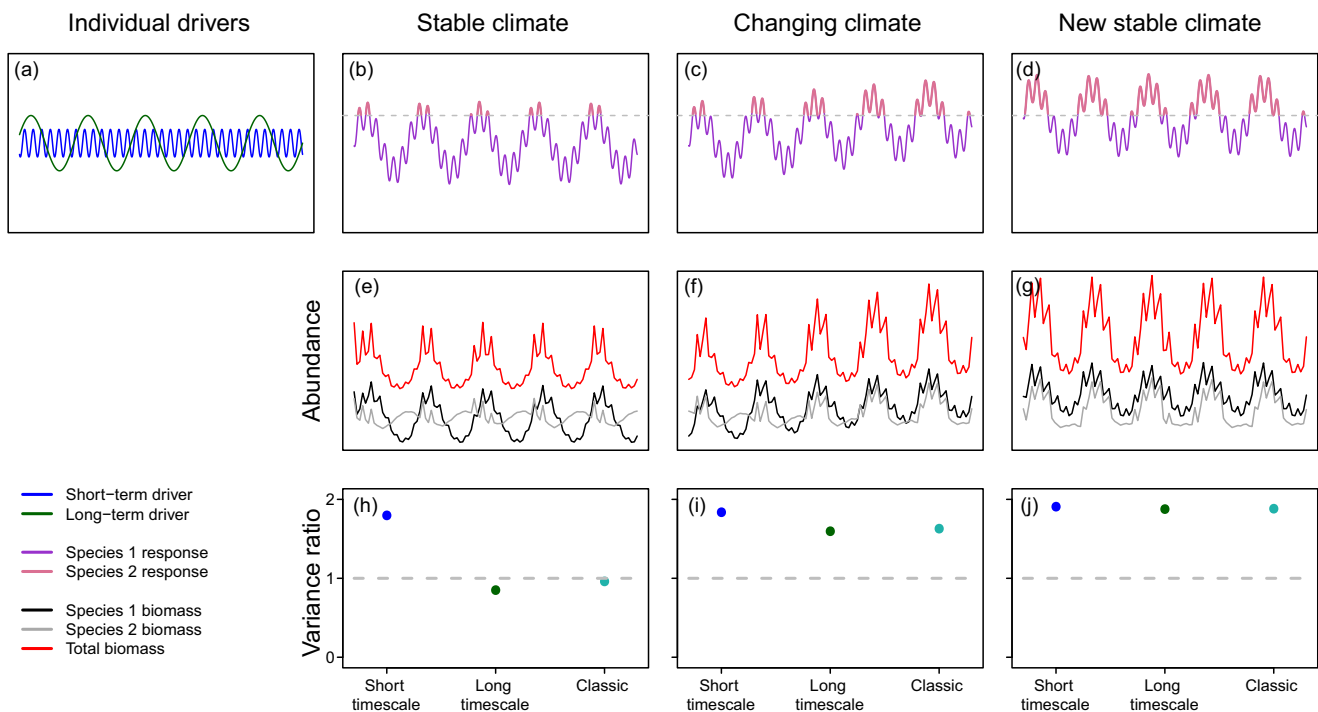 Individual drivers
Stable climate
Changing climate
New stable climate
(a)
(b)
(c)
(d)
Abundance
(e)
(f)
(g)
Short−term driver
Long−term driver
Species 1 response
Species 2 response
Species 1 biomass
Species 2 biomass
Total biomass
Variance ratio
2
1
0
(h)
(i)
(j)
Short
timescale
Long
timescale
Classic
Short
timescale
Long
timescale
Classic
Short
timescale
Long
timescale
Classic